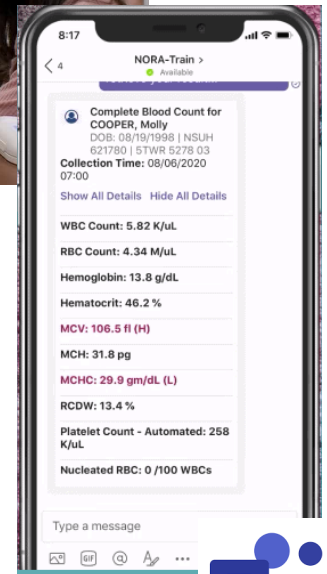 8:17
4
NORA-Train >
Available
Complete Blood Count for
COOPER, Molly
DOB: 08/19/1998 | NSUH
621780 | 5TWR 5278 03
Collection Time: 08/06/2020
07:00
Show All Details Hide All Details
WBC Count: 5.82 K/uL
RBC Count: 4.34 M/uL
Hemoglobin: 13.8 g/dL
Hematocrit: 46.2 %
MCV: 106.5 fl (H)
MCH: 31.8 pg
MCHC: 29.9 gm/dL (L)
RCDW: 13.4 %
Platelet Count - Automated: 258
K/uL
Nucleated RBC: 0 /100 WBCs
Type a message
GIF